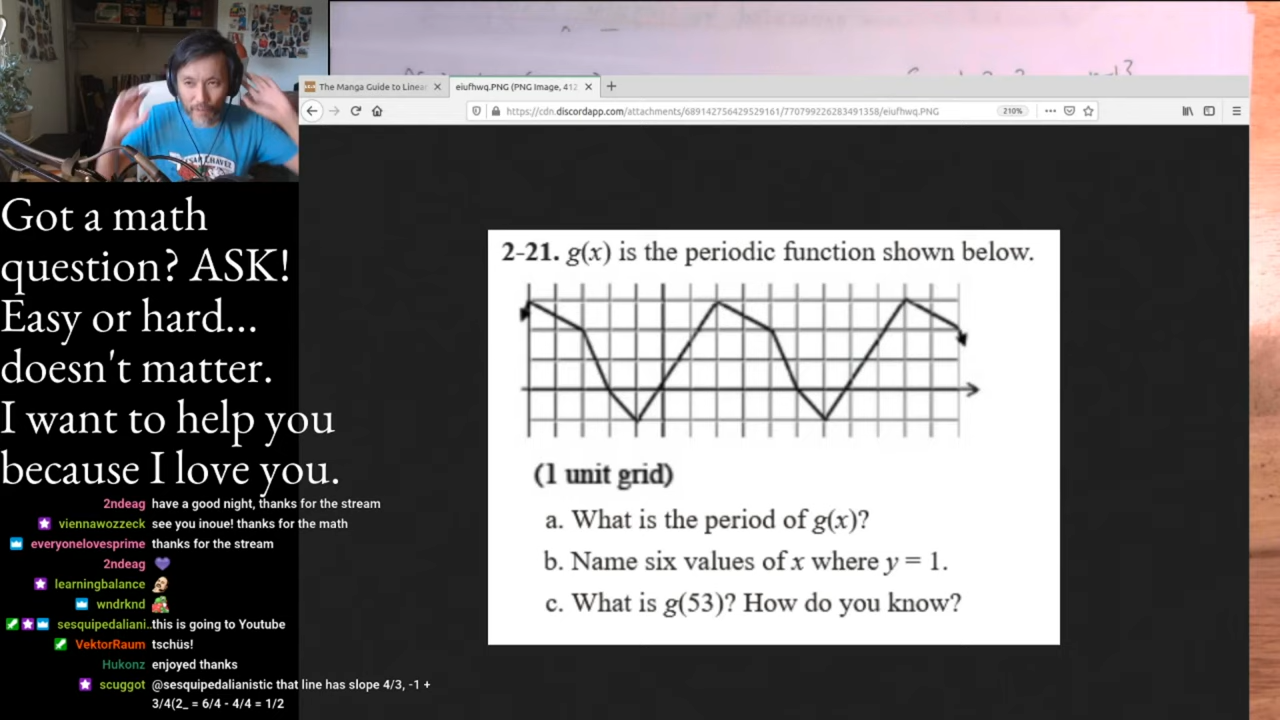 The Manga Guide to Linea
eiufhwq.PNG (PNG Image, 412
https://cdn.discordapp.com/attachments/689142756429529161/770799226283491358/eiufhwq.PNG
210%
Got a math
question? ASK!
Easy or hard...
doesn't matter.
I want to help you
because I love you.
2-21. g(x) is the periodic function shown below.
(1 unit grid)
a. What is the period of g(x)?
b. Name six values of x where y = 1.
c. What is g(53)? How do you know?
2ndeag have a good night, thanks for the stream
viennawozzeck see you inoue! thanks for the math
everyonelovesprime thanks for the stream
2ndeag
learningbalance
wndrknd
sesquipedaliani.. this is going to Youtube
VektorRaum tschüs!
Hukonz enjoyed thanks
scuggot @sesquipedalianistic that line has slope 4/3, -1 +
3/4(2_ = 6/4 - 4/4 = 1/2